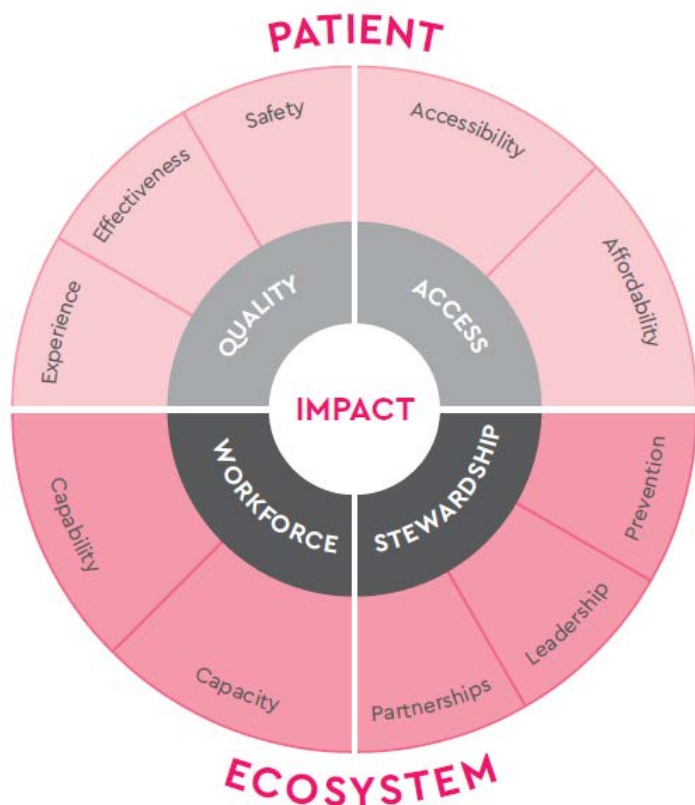 PATIENT
Safety
Accessibility
Effectiveness
Affordability
Experience
QUALITY
ACCESS
IMPACT
WORKFORCE
STEWARDSHIP
Capability
Prevention
Leadership
Capacity
Partnerships
ECOSYSTEM